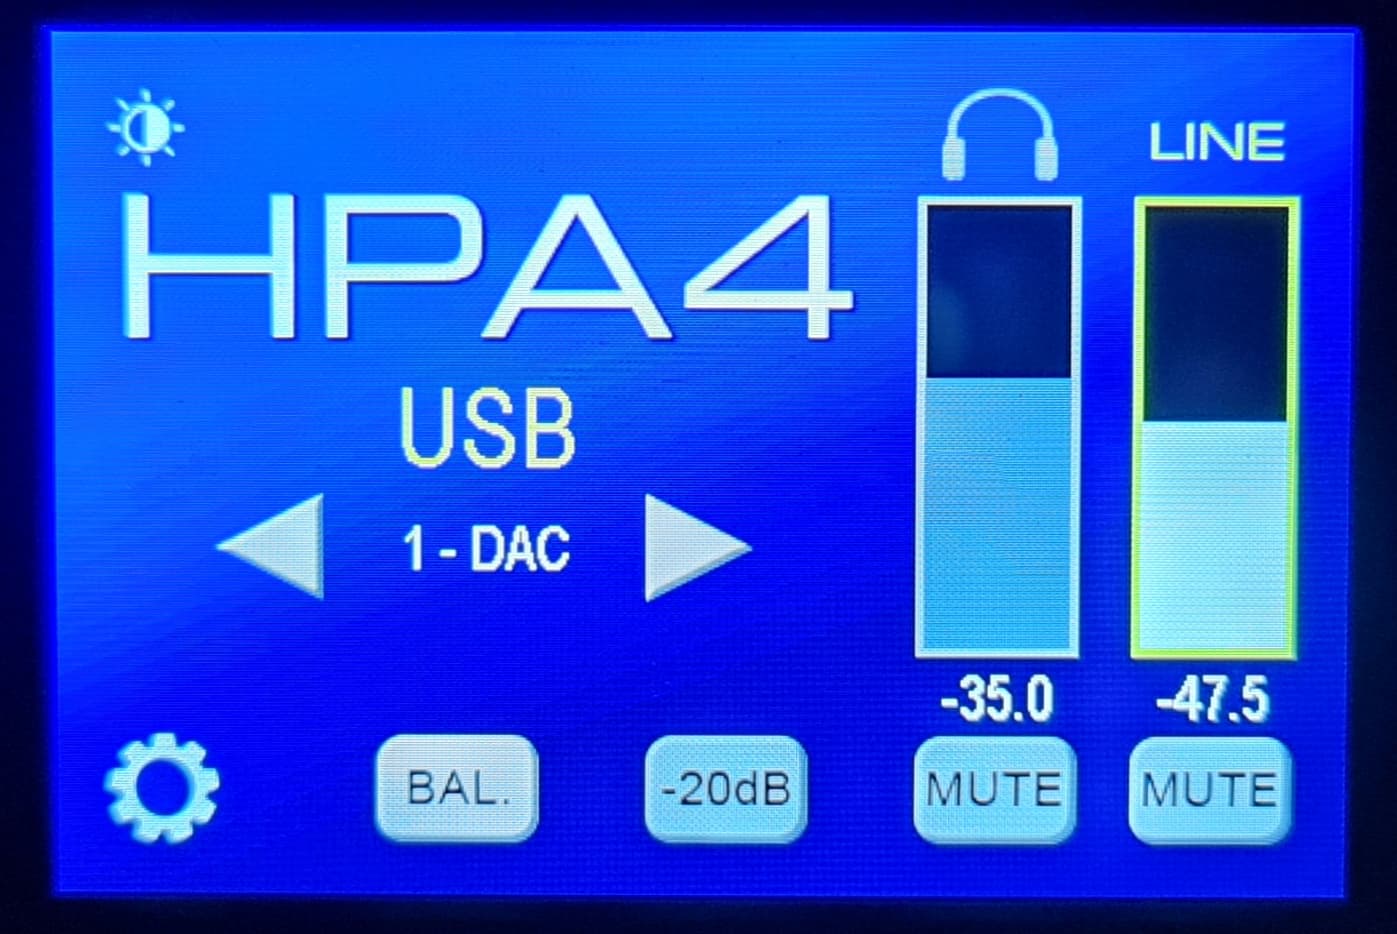 LINE
HPA4
USB
1 - DAC
-35.0
-47.5
BAL.
-20dB
MUTE
MUTE